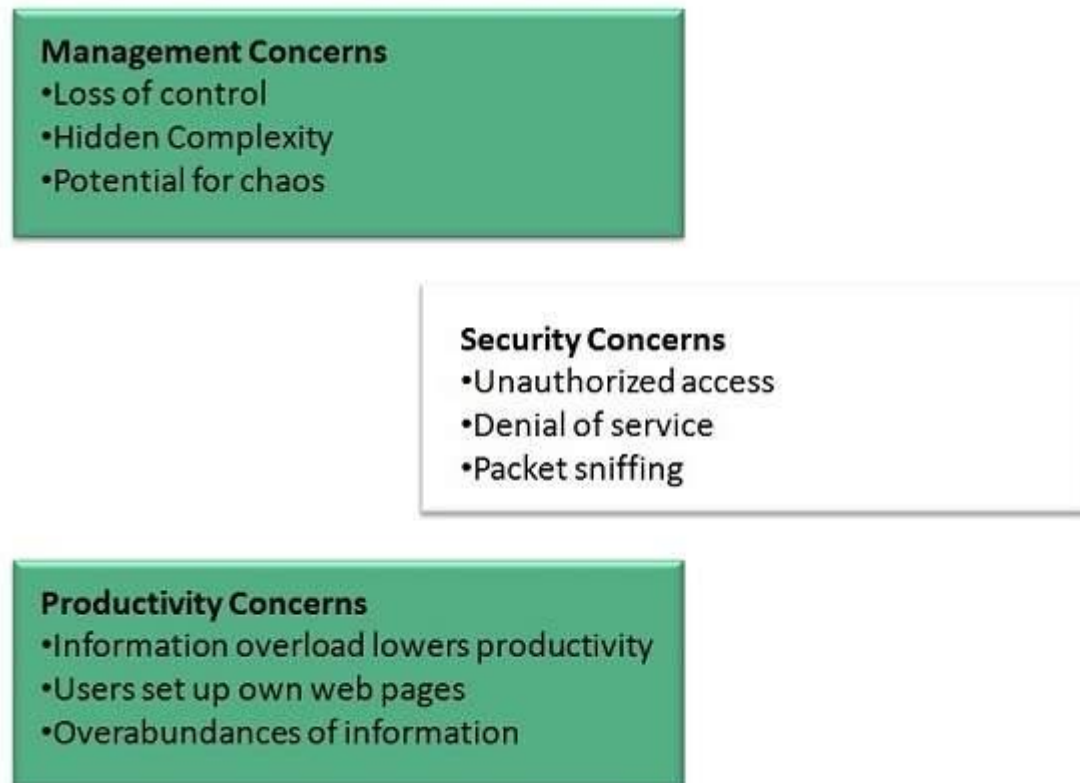 Management Concerns
•Loss of control
•Hidden Complexity
•Potential for chaos
Security Concerns
•Unauthorized access
•Denial of service
•Packet sniffing
Productivity Concerns
•Information overload lowers productivity
•Users set up own web pages
•Overabundances of information